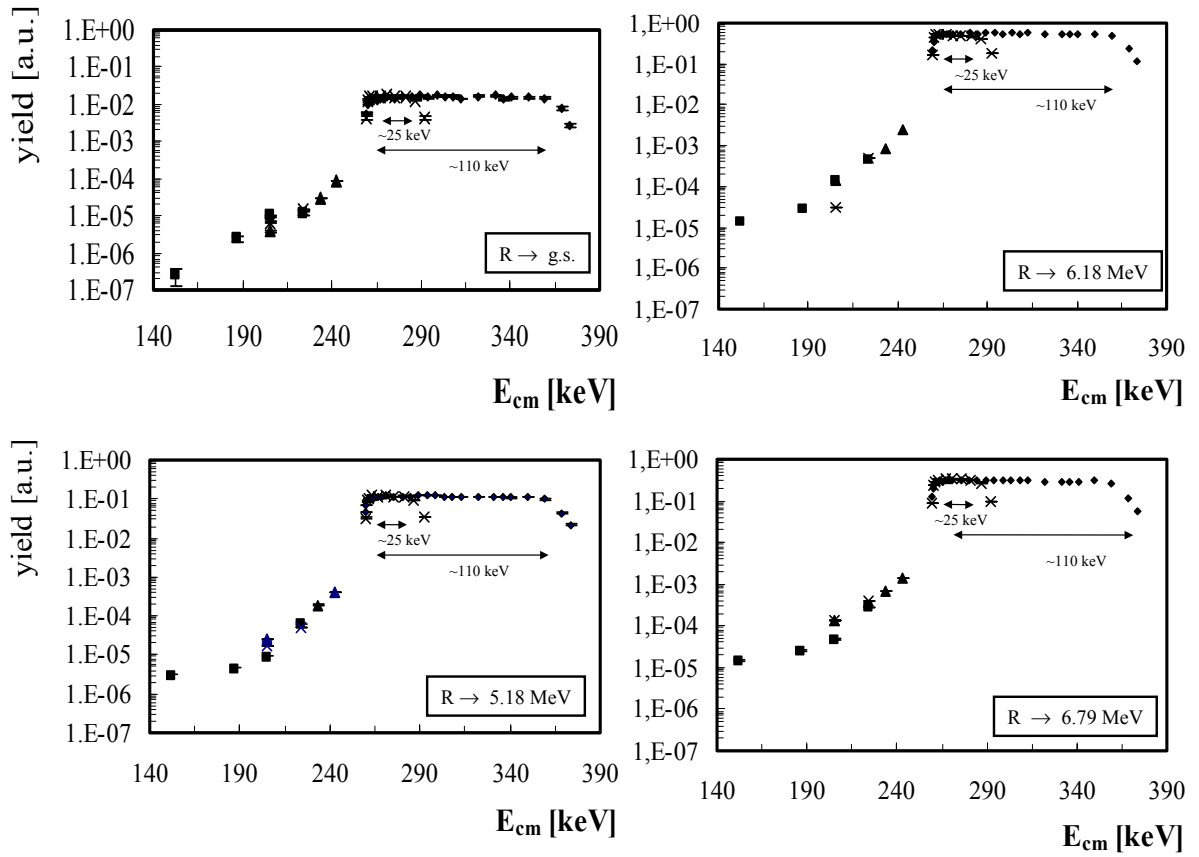 yield [a.u.]
1.E+00
1.E-01
1.E-02
1.E-03
1.E-04
1.E-05
1.E-06
1.E-07
~25 keV
~110 keV
R → g.s.
140 190 240 290 340 390
E_cm [keV]
1,E+00
1,E-01
1,E-02
1,E-03
1,E-04
1,E-05
1,E-06
1,E-07
~25 keV
~110 keV
R → 6.18 MeV
140 190 240 290 340 390
E_cm [keV]
yield [a.u.]
1.E+00
1.E-01
1.E-02
1.E-03
1.E-04
1.E-05
1.E-06
1.E-07
~25 keV
~110 keV
R → 5.18 MeV
140 190 240 290 340 390
E_cm [keV]
1,E+00
1,E-01
1,E-02
1,E-03
1,E-04
1,E-05
1,E-06
1,E-07
~25 keV
~110 keV
R → 6.79 MeV
140 190 240 290 340 390
E_cm [keV]